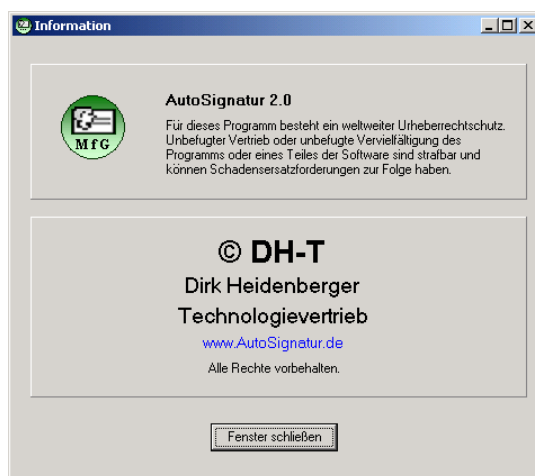 Information
AutoSignatur 2.0
MfG
Für dieses Programm besteht ein weltweiter Urheberrechtschutz.
Unbefugter Vertrieb oder unbefugte Vervielfältigung des
Programms oder eines Teiles der Software sind strafbar und
können Schadensersatzforderungen zur Folge haben.
© DH-T
Dirk Heidenberger
Technologievertrieb
www.AutoSignatur.de
Alle Rechte vorbehalten.
Fenster schließen